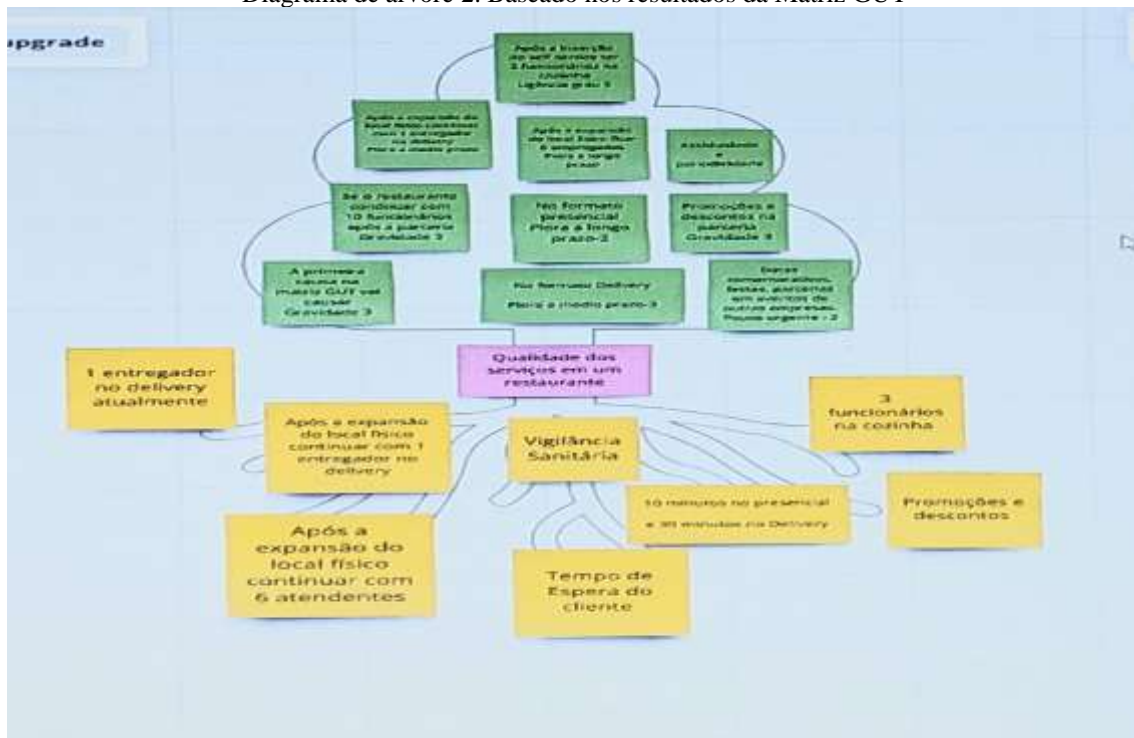 Diagrama de árvore 2: Baseado nos resultados da Matriz GUT
upgrade
Após a inserção
do self service ter
3 funcionários na
cozinha
Urgência grau 3
Após a expansão do
local físico continuar
com 1 entregador
no delivery
Piora a médio prazo
Após a expansão
do local físico ficar
6 empregados
Piora a longo
prazo
Assiduidade
e
Se o restaurante
continuar com
10 funcionários
após a parceria
Gravidade 3
No formato
presencial
Piora a longo
prazo-2
Promoções e
descontos na
parceria
Gravidade 3
A primeira
causa na
matriz GUT vai
causar
Gravidade 3
No formato Delivery
Piora a médio prazo-3
Datas
comemorativas,
festas, parcerias
em eventos de
outras empresas.
Pouco urgente - 2
Qualidade dos
serviços em um
restaurante
1 entregador
no delivery
atualmente
Após a expansão
do local físico
continuar com 1
entregador no
delivery
Vigilância
Sanitária
3
funcionários
na cozinha
10 minutos no presencial
e 30 minutos no Delivery
Promoções e
descontos
Após a
expansão do
local físico
continuar com
6 atendentes
Tempo de
Espera do
cliente